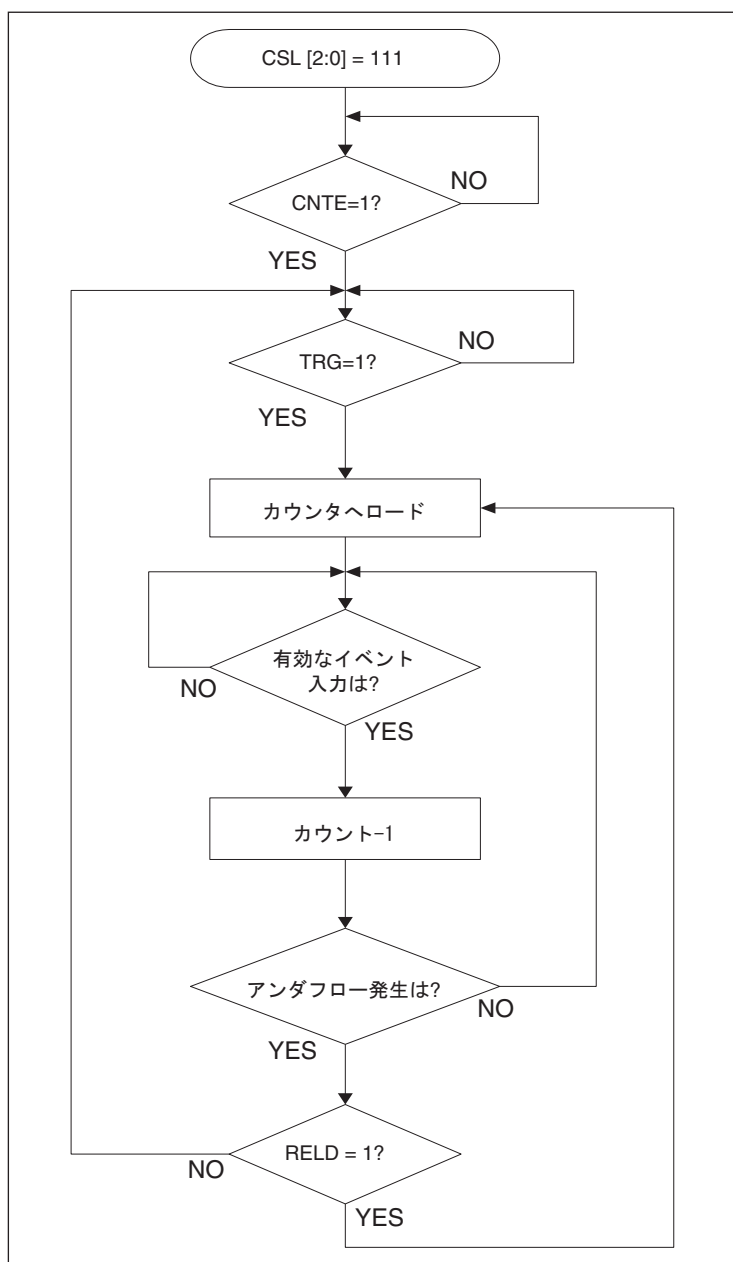 CSL [2:0] = 111
NO
CNTE=1?
YES
NO
TRG=1?
YES
カウンタへロード
有効なイベント
入力は?
NO
YES
カウント−1
アンダフロー発生は?
NO
YES
RELD = 1?
NO
YES